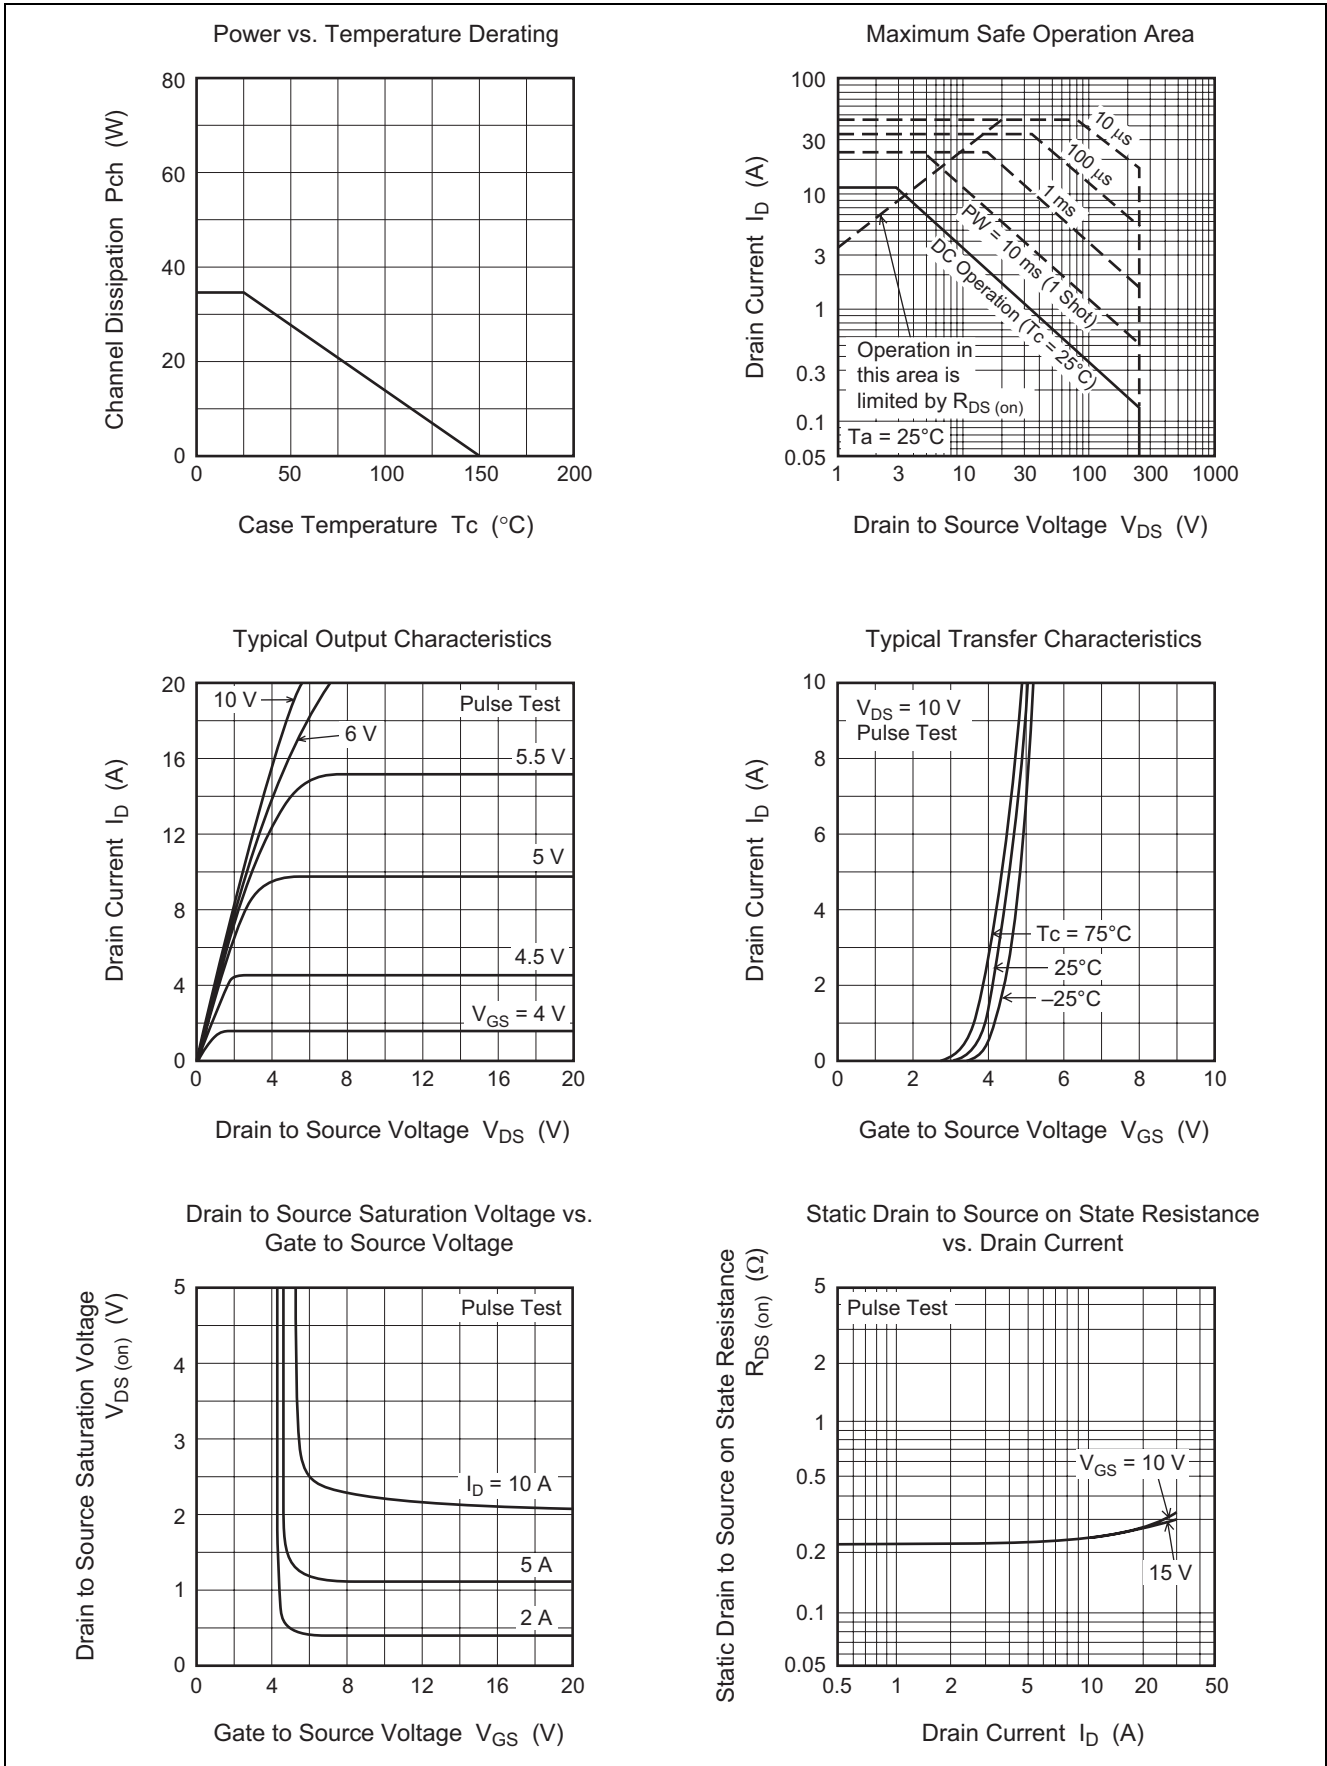 Power vs. Temperature Derating
80
60
40
20
0
0 50 100 150 200
Channel Dissipation Pch (W)
Case Temperature Tc (°C)
Maximum Safe Operation Area
100
30
10
3
1
0.3
0.1
0.05
1 3 10 30 100 300 1000
Drain Current ID (A)
10 μs
100 μs
1 ms
PW = 10 ms (1 Shot)
DC Operation (Tc = 25°C)
Operation in
this area is
limited by RDS (on)
Ta = 25°C
Drain to Source Voltage VDS (V)
Typical Output Characteristics
20
16
12
8
4
0
0 4 8 12 16 20
Drain Current ID (A)
10 V
Pulse Test
6 V
5.5 V
5 V
4.5 V
VGS = 4 V
Drain to Source Voltage VDS (V)
Typical Transfer Characteristics
10
8
6
4
2
0
0 2 4 6 8 10
Drain Current ID (A)
VDS = 10 V
Pulse Test
Tc = 75°C
25°C
–25°C
Gate to Source Voltage VGS (V)
Drain to Source Saturation Voltage vs.
Gate to Source Voltage
5
4
3
2
1
0
0 4 8 12 16 20
Drain to Source Saturation Voltage
VDS (on) (V)
Pulse Test
ID = 10 A
5 A
2 A
Gate to Source Voltage VGS (V)
Static Drain to Source on State Resistance
vs. Drain Current
5
2
1
0.5
0.2
0.1
0.05
0.5 1 2 5 10 20 50
Static Drain to Source on State Resistance
RDS (on) (Ω)
Pulse Test
VGS = 10 V
15 V
Drain Current ID (A)